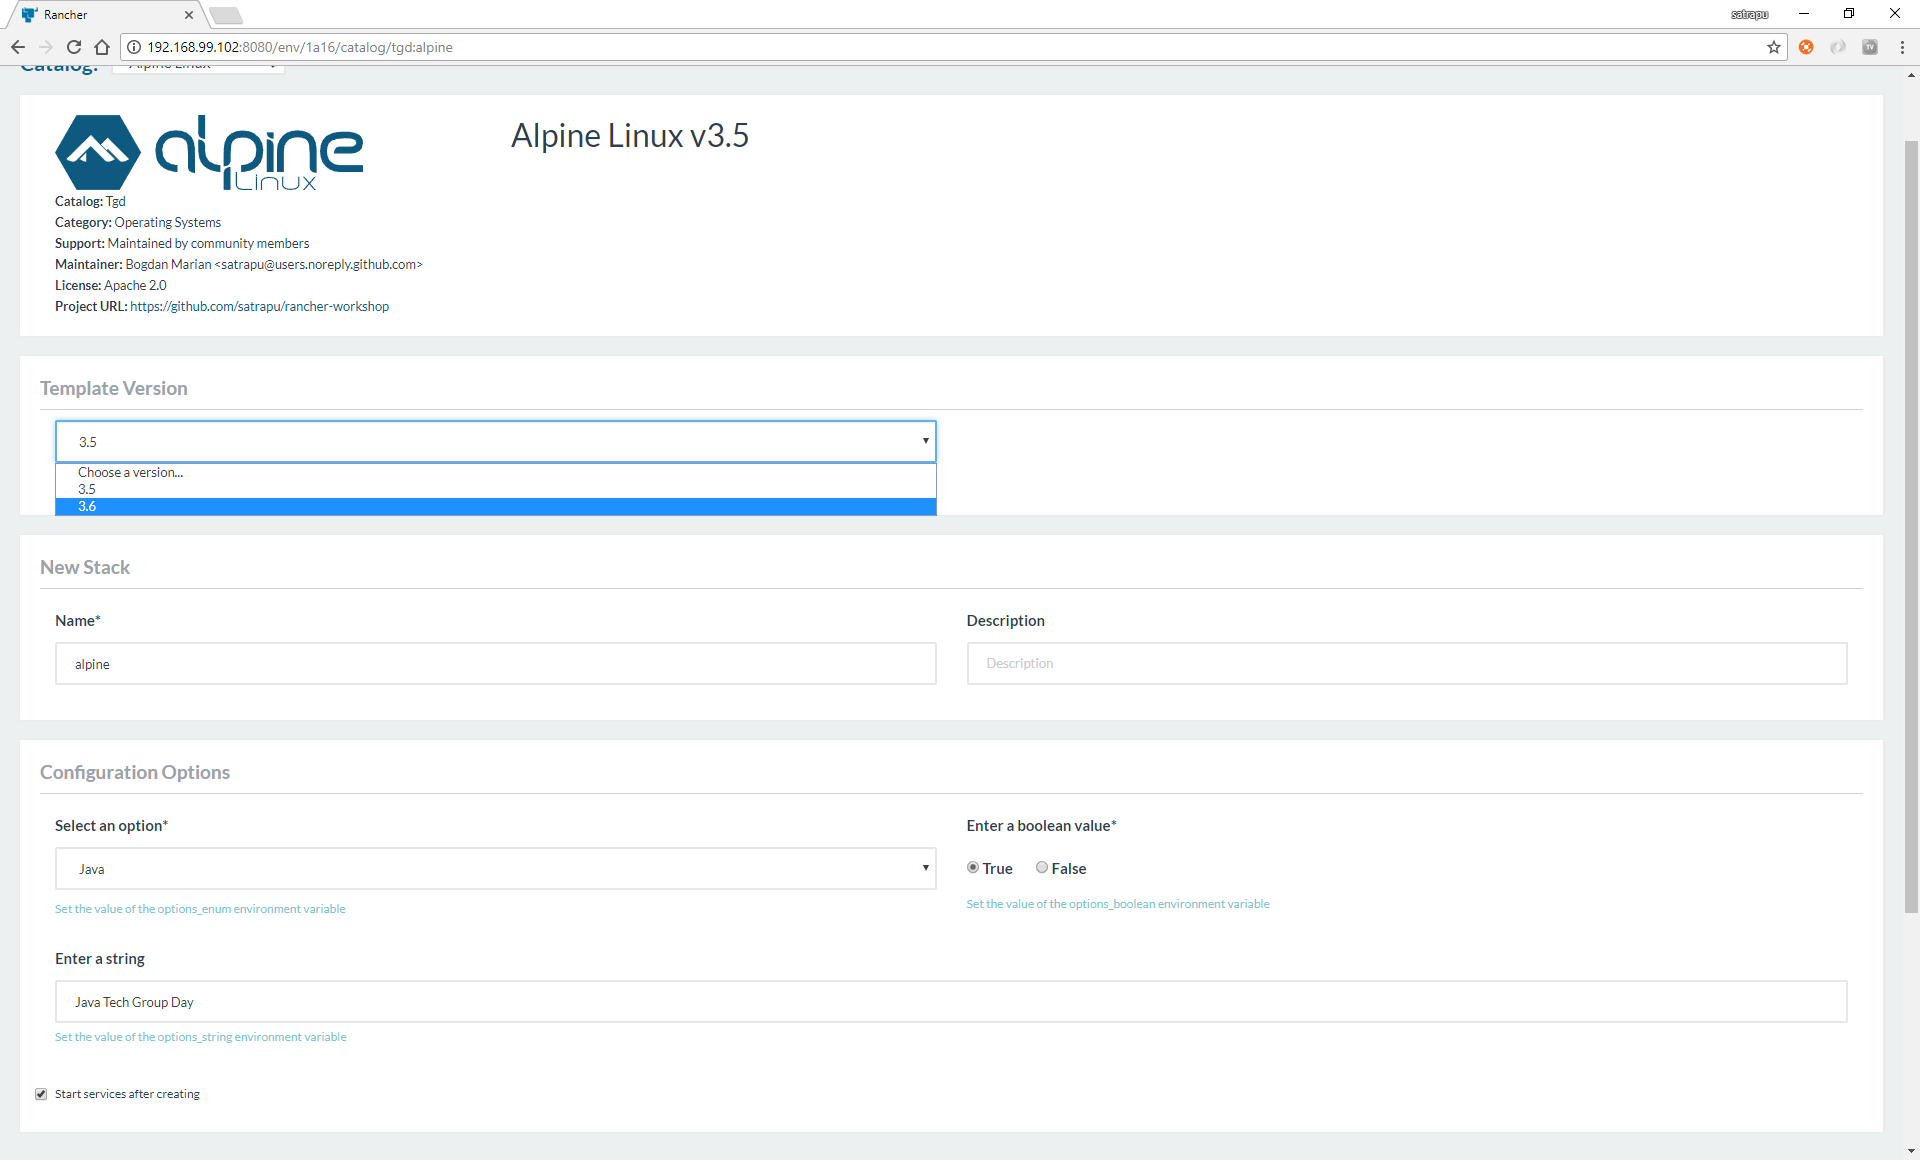 Rancher
satrapu
192.168.99.102:8080/env/1a16/catalog/tgd:alpine
TV
Catalog: Alpine Linux
alpine
Linux
Alpine Linux v3.5
Catalog: Tgd
Category: Operating Systems
Support: Maintained by community members
Maintainer: Bogdan Marian <satrapu@users.noreply.github.com>
License: Apache 2.0
Project URL: https://github.com/satrapu/rancher-workshop
Template Version
3.5
Choose a version...
3.5
3.6
New Stack
Name* Description
alpine Description
Configuration Options
Select an option* Enter a boolean value*
Java True False
Set the value of the options_enum environment variable Set the value of the options_boolean environment variable
Enter a string
Java Tech Group Day
Set the value of the options_string environment variable
Start services after creating